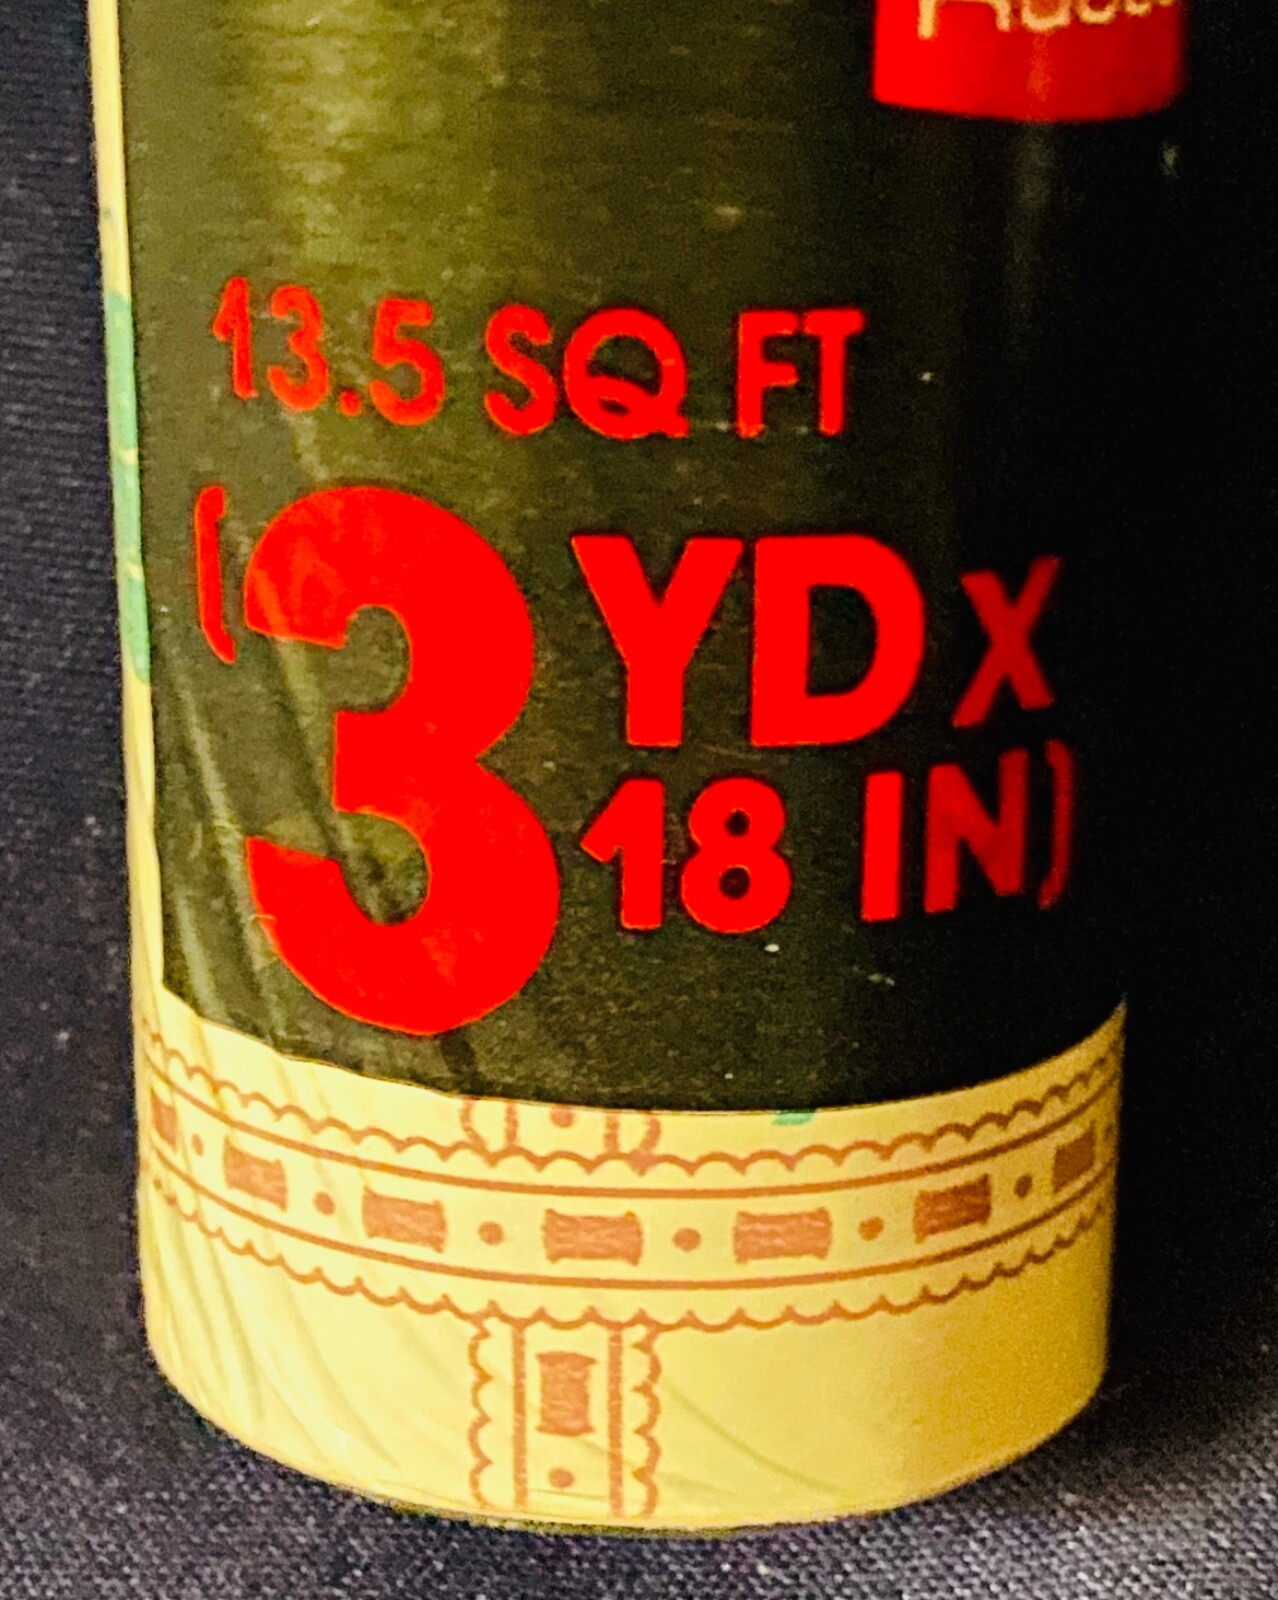 13.5 SQ FT
(3 YD X
18 IN)